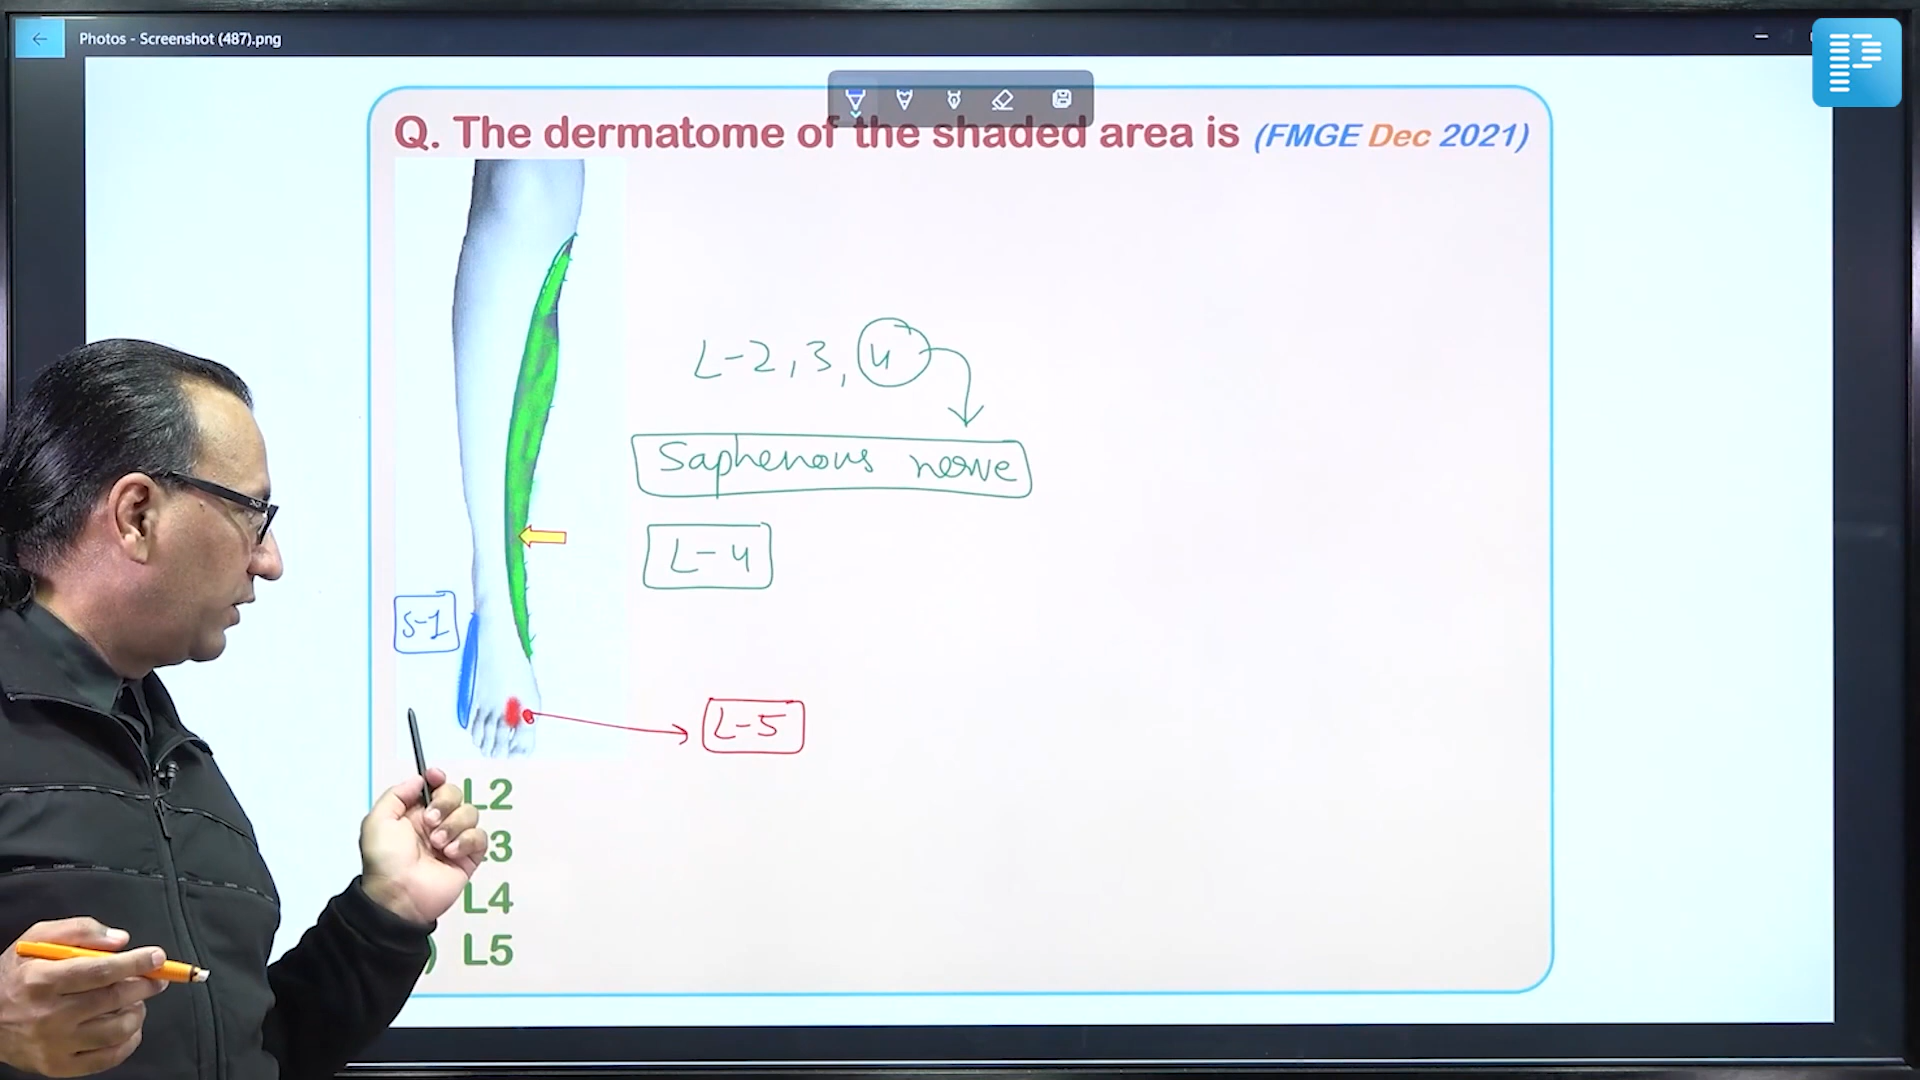 Photos - Screenshot (487).png
Q. The dermatome of the shaded area is (FMGE Dec 2021)
L-2, 3, 4
Saphenous nerve
L-4
S-1
L-5
L2
L4
) L5